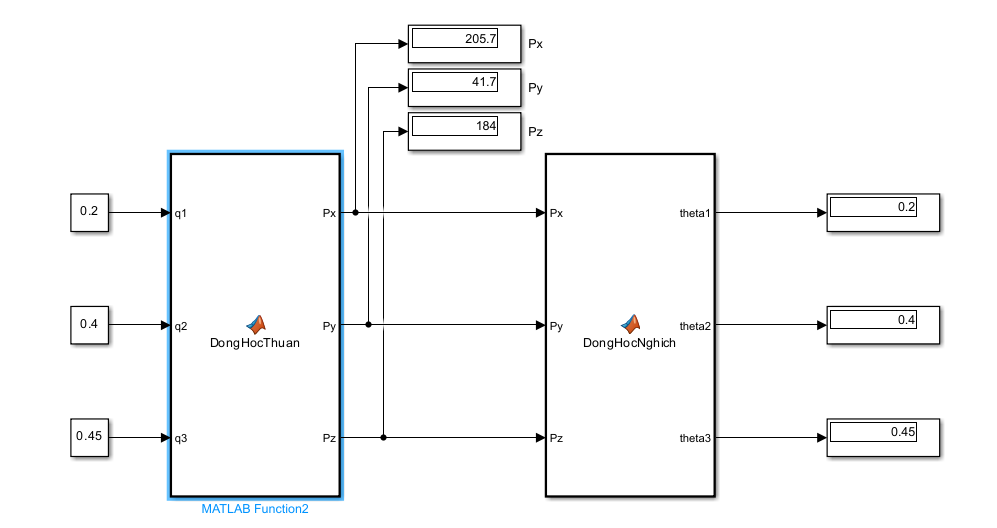 205.7
Px
41.7
Py
184
Pz
0.2
q1
Px
Px
theta1
0.2
0.4
q2
Py
Py
theta2
0.4
DongHocThuan
DongHocNghich
0.45
q3
Pz
Pz
theta3
0.45
MATLAB Function2